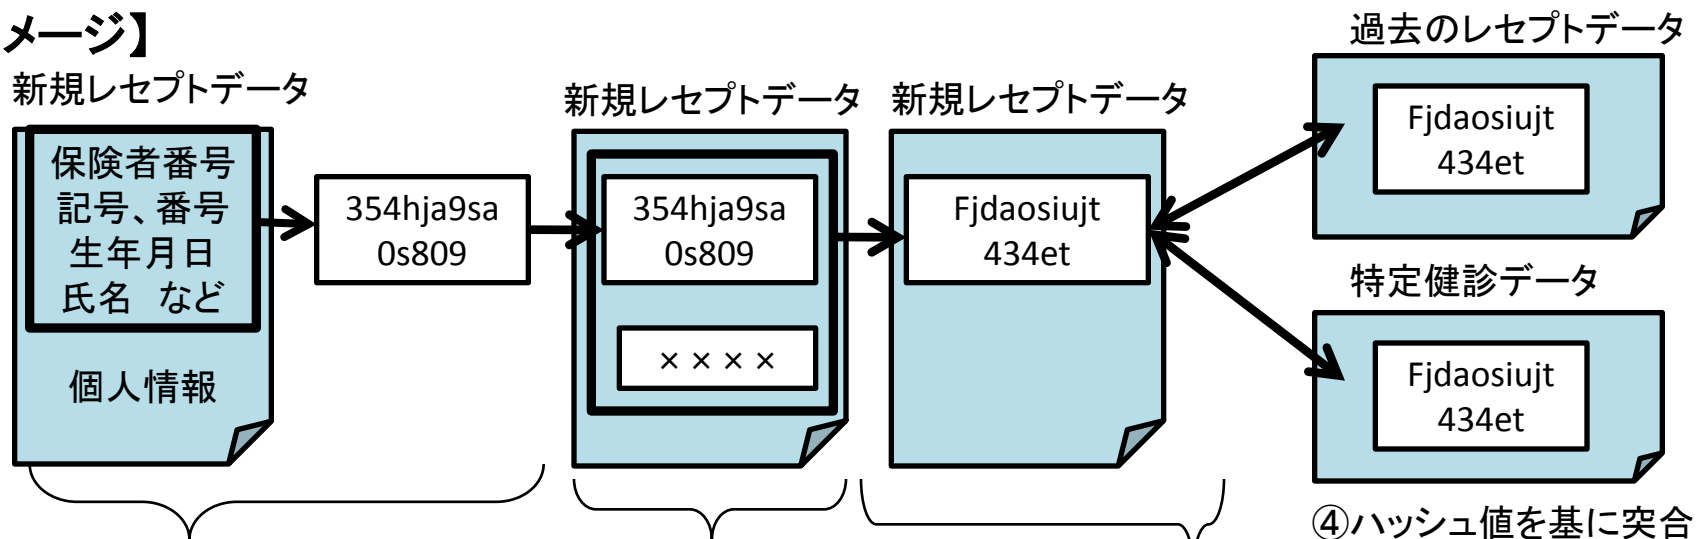 メージ】
新規レセプトデータ
保険者番号
記号、番号
生年月日
氏名　など
個人情報
354hja9sa
0s809
新規レセプトデータ
354hja9sa
0s809
××××
新規レセプトデータ
Fjdaosiujt
434et
過去のレセプトデータ
Fjdaosiujt
434et
特定健診データ
Fjdaosiujt
434et
④ハッシュ値を基に突合